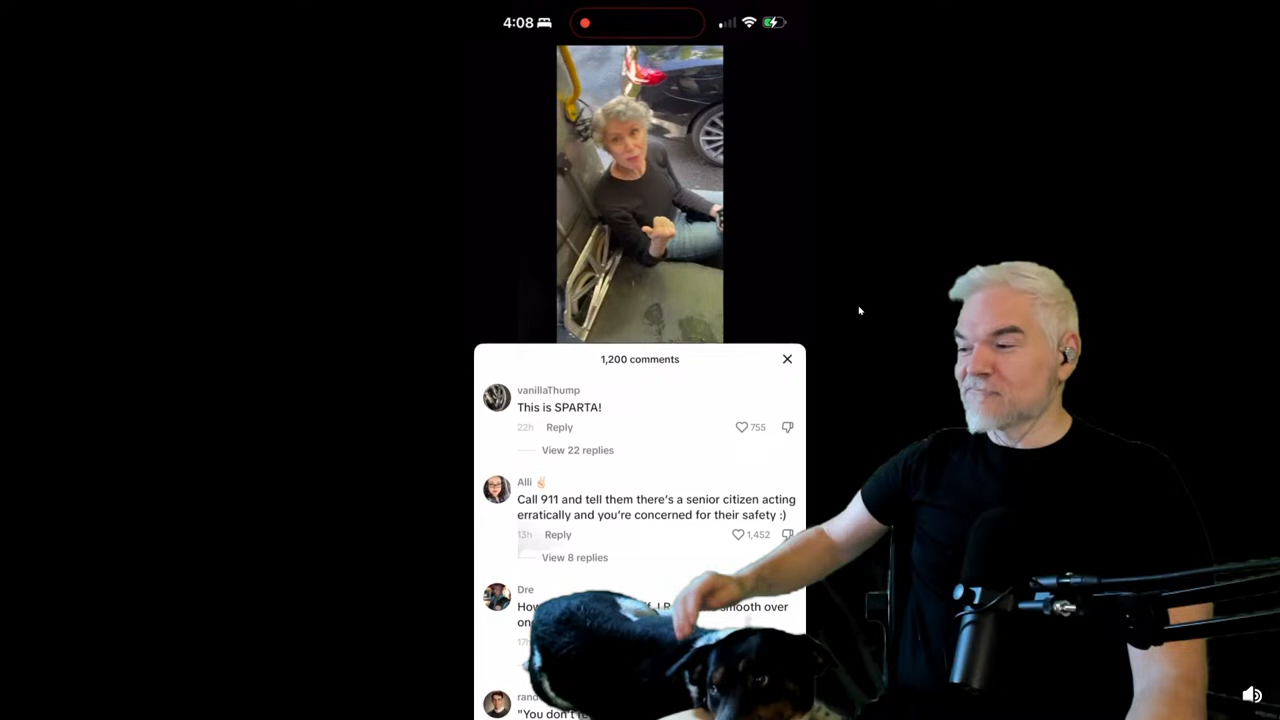 4:08
1,200 comments
vanillaThump
This is SPARTA!
22h Reply
755
View 22 replies
Alli
Call 911 and tell them there's a senior citizen acting
erratically and you're concerned for their safety :)
13h Reply
1,452
View 8 replies
Dre
smooth over
"You don't